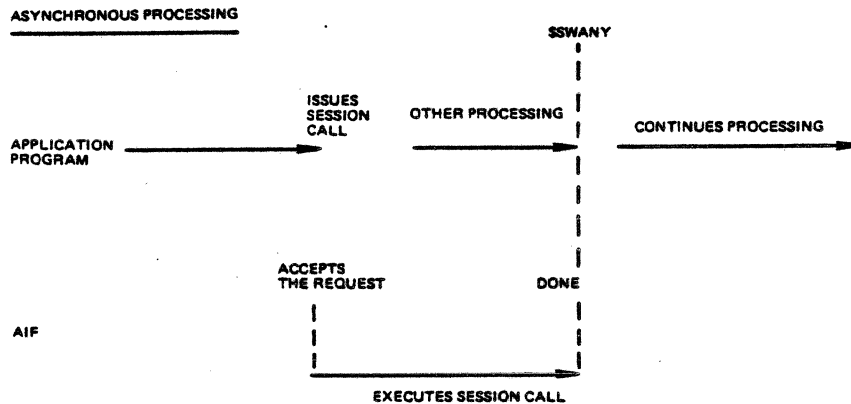 ASYNCHRONOUS PROCESSING
$SWANY
ISSUES
SESSION
CALL
OTHER PROCESSING
CONTINUES PROCESSING
APPLICATION
PROGRAM
ACCEPTS
THE REQUEST
DONE
AIF
EXECUTES SESSION CALL